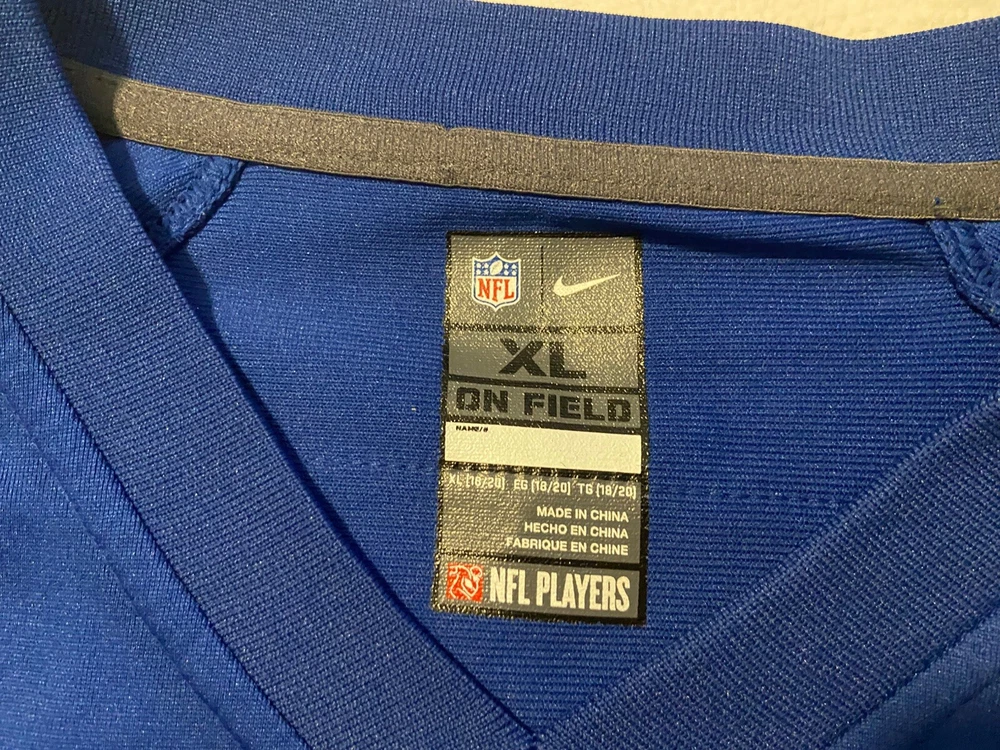 NFL
XL
ON FIELD
NAME/#
XL (18/20) EG (18/20) TG (18/20)
MADE IN CHINA
HECHO EN CHINA
FABRIQUE EN CHINE
NFL PLAYERS